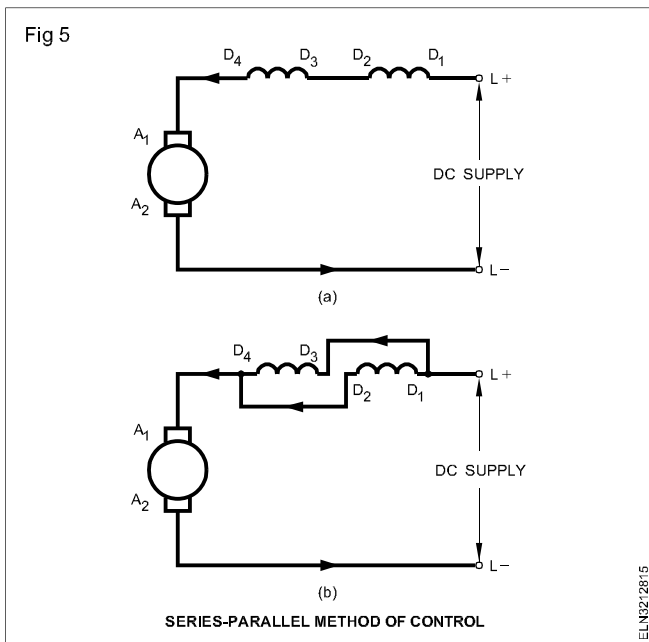 Fig 5
D4 D3 D2 D1
L +
A1
A2
DC SUPPLY
L−
(a)
D4 D3 D2 D1
L +
A1
A2
DC SUPPLY
L−
(b)
SERIES-PARALLEL METHOD OF CONTROL
ELN3212815